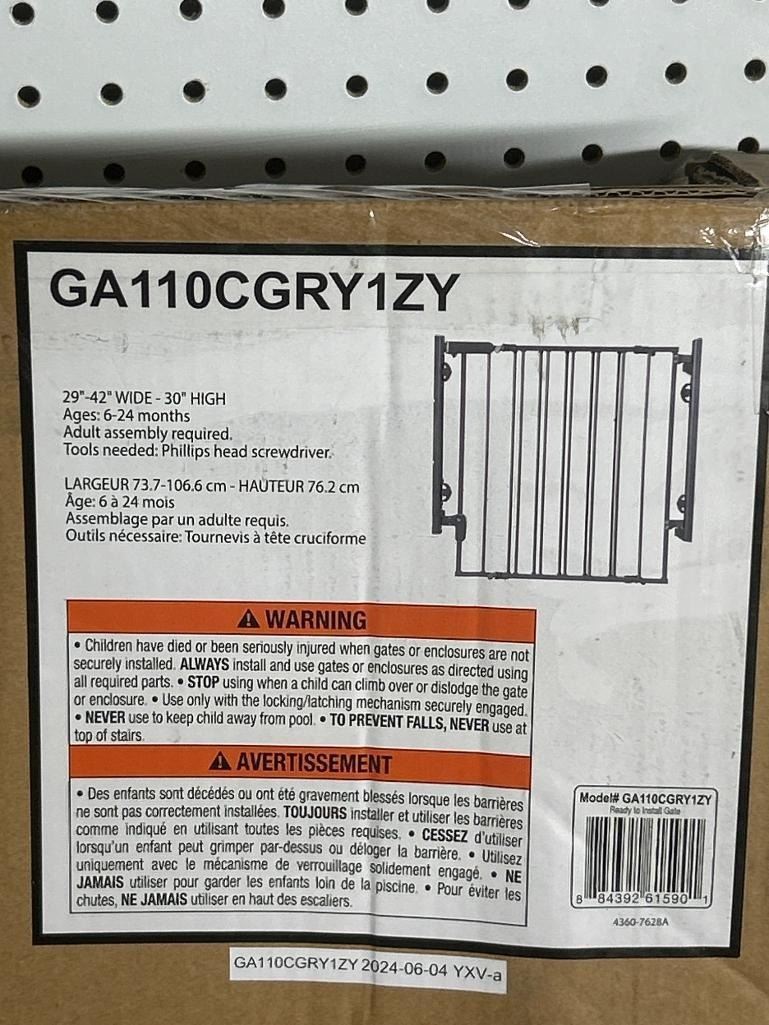 GA110CGRY1ZY
29"-42" WIDE - 30" HIGH
Ages: 6-24 months
Adult assembly required.
Tools needed: Phillips head screwdriver.
LARGEUR 73.7-106.6 cm - HAUTEUR 76.2 cm
Âge: 6 à 24 mois
Assemblage par un adulte requis.
Outils nécessaire: Tournevis à tête cruciforme
⚠ WARNING
• Children have died or been seriously injured when gates or enclosures are not
securely installed. ALWAYS install and use gates or enclosures as directed using
all required parts. • STOP using when a child can climb over or dislodge the gate
or enclosure. • Use only with the locking/latching mechanism securely engaged.
• NEVER use to keep child away from pool. • TO PREVENT FALLS, NEVER use at
top of stairs.
⚠ AVERTISSEMENT
• Des enfants sont décédés ou ont été gravement blessés lorsque les barrières
ne sont pas correctement installées. TOUJOURS installer et utiliser les barrières
comme indiqué en utilisant toutes les pièces requises. • CESSEZ d'utiliser
lorsqu'un enfant peut grimper par-dessus ou déloger la barrière. • Utilisez
uniquement avec le mécanisme de verrouillage solidement engagé. • NE
JAMAIS utiliser pour garder les enfants loin de la piscine. • Pour éviter les
chutes, NE JAMAIS utiliser en haut des escaliers.
Model# GA110CGRY1ZY
Ready to Install Gate
8 84392 61590 1
4360-7628A
GA110CGRY1ZY 2024-06-04 YXV-a